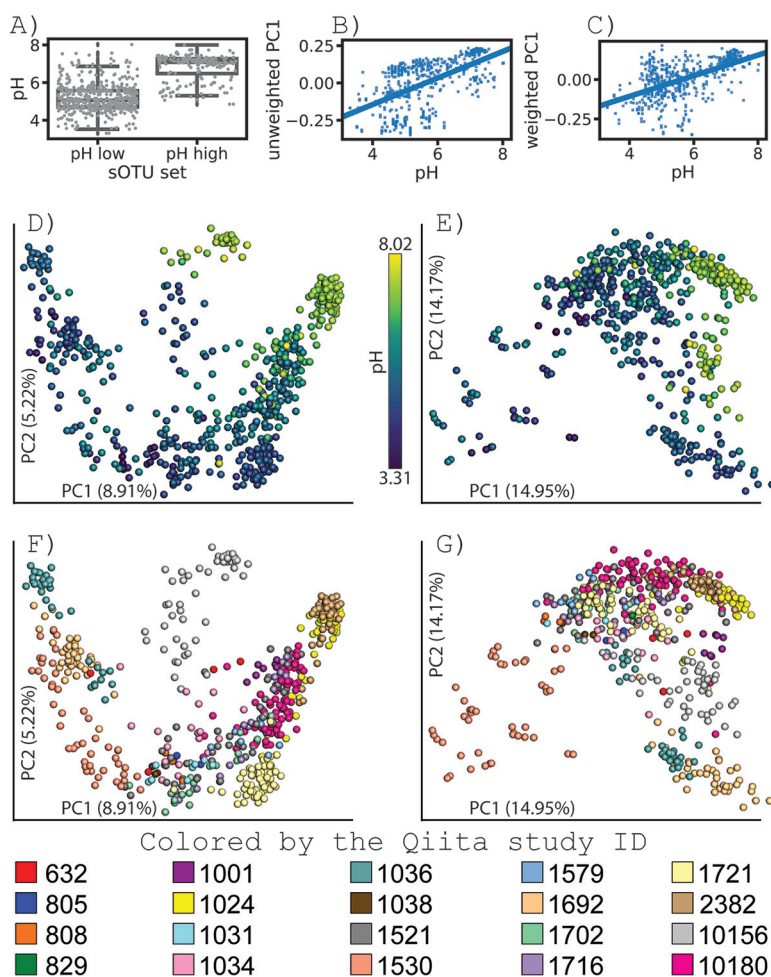 A)
8
6
4
pH
pH low
pH high
sOTU set
B)
unweighted PC1
0.25
0.00
−0.25
4
6
8
pH
C)
weighted PC1
0.00
−0.25
4
6
8
pH
D)
PC2 (5.22%)
PC1 (8.91%)
8.02
pH
3.31
E)
PC2 (14.17%)
PC1 (14.95%)
F)
PC2 (5.22%)
PC1 (8.91%)
G)
PC2 (14.17%)
PC1 (14.95%)
Colored by the Qiita study ID
632 1001 1036 1579 1721
805 1024 1038 1692 2382
808 1031 1521 1702 10156
829 1034 1530 1716 10180